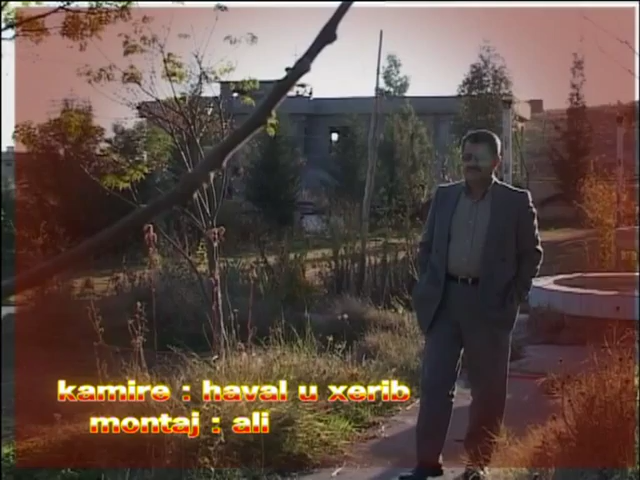 kamire : haval u xerib
montaj : ali